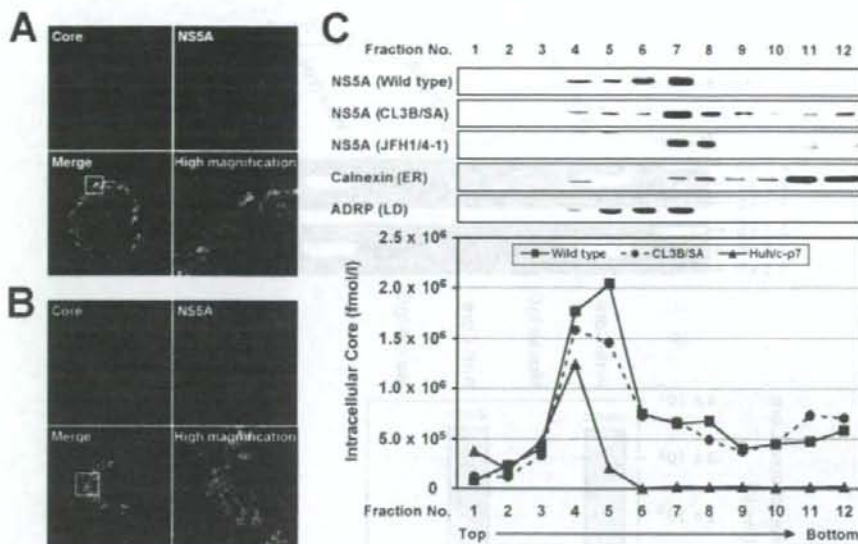 A
Core
NS5A
Merge
High magnification
B
Core
NS5A
Merge
High magnification
C
Fraction No. 1 2 3 4 5 6 7 8 9 10 11 12
NS5A (Wild type)
NS5A (CL3B/SA)
NS5A (JFH1/4-1)
Calnexin (ER)
ADRP (LD)
Wild type CL3B/SA Huh/c-p7
Intracellular Core (fmol/l)
2.5 x 10⁶
2.0 x 10⁶
1.5 x 10⁶
1.0 x 10⁶
5.0 x 10⁵
0
Fraction No. 1 2 3 4 5 6 7 8 9 10 11 12
Top Bottom